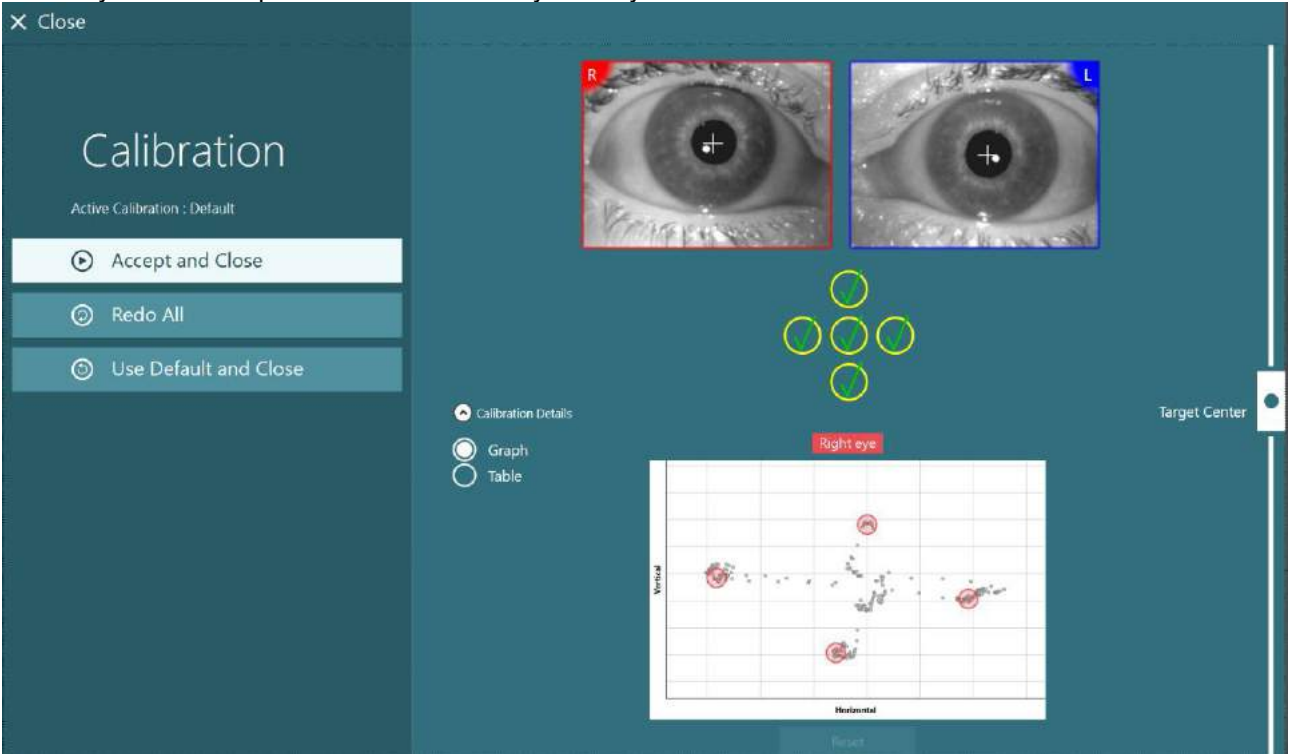 Close
R
L
Calibration
Active Calibration : Default
Accept and Close
Redo All
Use Default and Close
Calibration Details
Target Center
Graph
Table
Right eye
Vertical
Horizontal
Reset